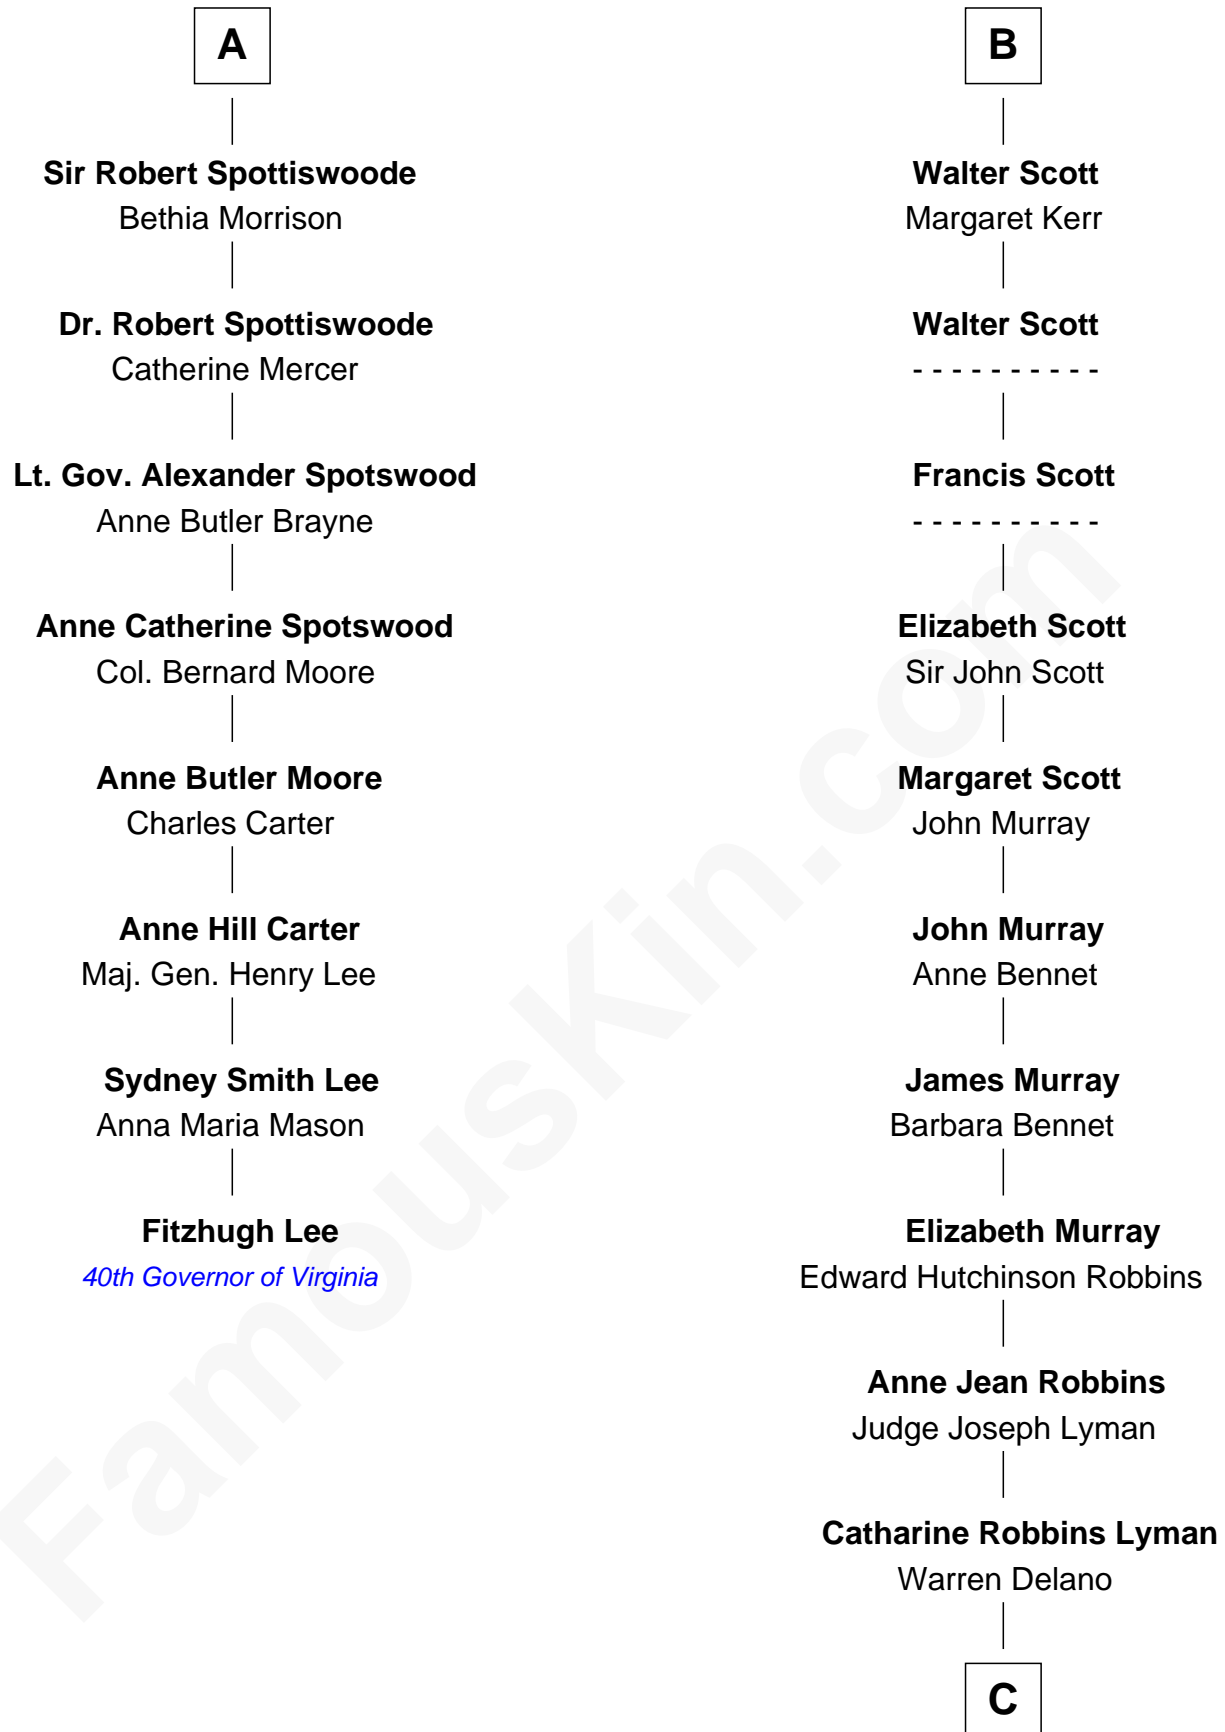 A
Sir Robert Spottiswoode
Bethia Morrison
Dr. Robert Spottiswoode
Catherine Mercer
Lt. Gov. Alexander Spotswood
Anne Butler Brayne
Anne Catherine Spotswood
Col. Bernard Moore
Anne Butler Moore
Charles Carter
Anne Hill Carter
Maj. Gen. Henry Lee
Sydney Smith Lee
Anna Maria Mason
Fitzhugh Lee
40th Governor of Virginia
B
Walter Scott
Margaret Kerr
Walter Scott
- - - - - - - - - -
Francis Scott
- - - - - - - - - -
Elizabeth Scott
Sir John Scott
Margaret Scott
John Murray
John Murray
Anne Bennet
James Murray
Barbara Bennet
Elizabeth Murray
Edward Hutchinson Robbins
Anne Jean Robbins
Judge Joseph Lyman
Catharine Robbins Lyman
Warren Delano
C
FamousKin.com